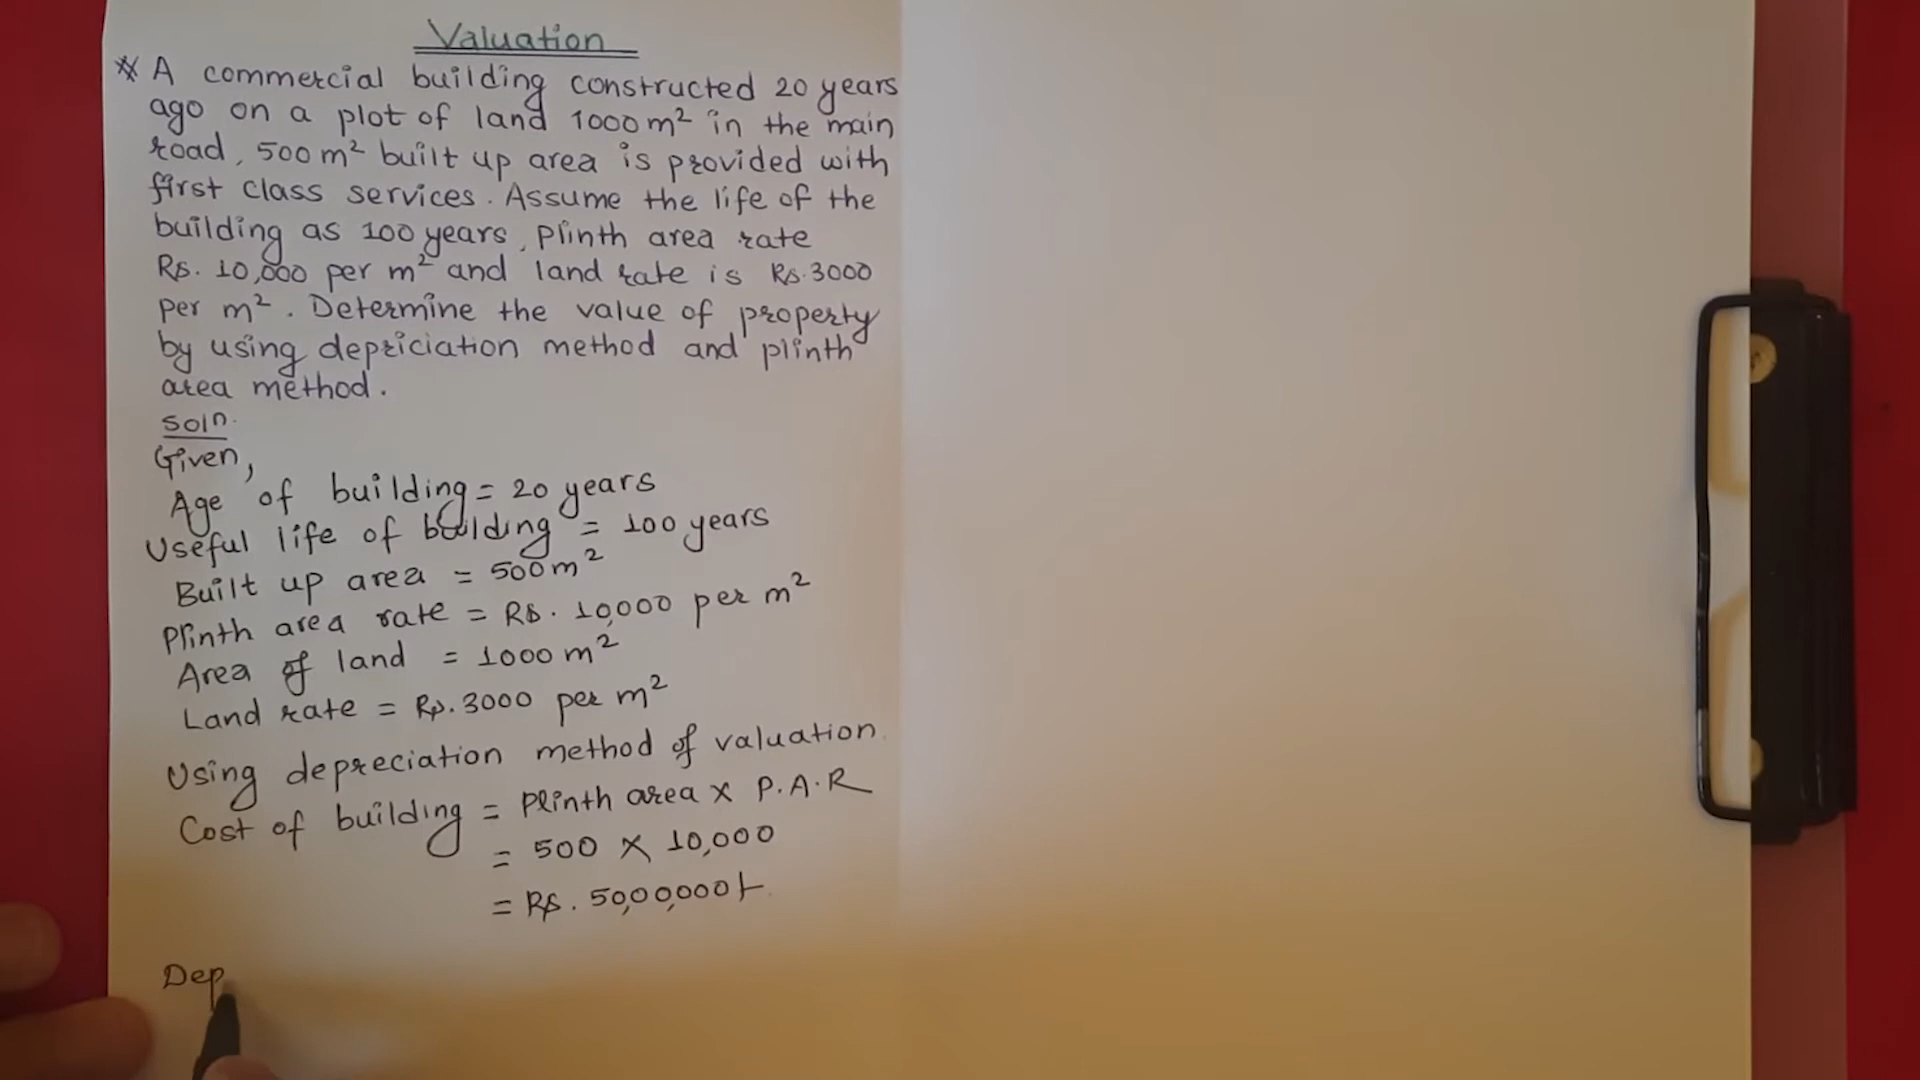 Valuation
* A commercial building constructed 20 years
ago on a plot of land 1000 m² in the main
road, 500 m² built up area is provided with
first class services. Assume the life of the
building as 100 years, Plinth area rate
Rs. 10,000 per m² and land rate is Rs. 3000
per m². Determine the value of property
by using depriciation method and plinth
area method.
Soln.
Given,
Age of building = 20 years
Useful life of building = 100 years
Built up area = 500 m²
Plinth area rate = Rs. 10,000 per m²
Area of land = 1000 m²
Land rate = Rs. 3000 per m²
Using depreciation method of valuation
Cost of building = Plinth area x P.A.R
= 500 x 10,000
= Rs. 50,00,000/-
Dep